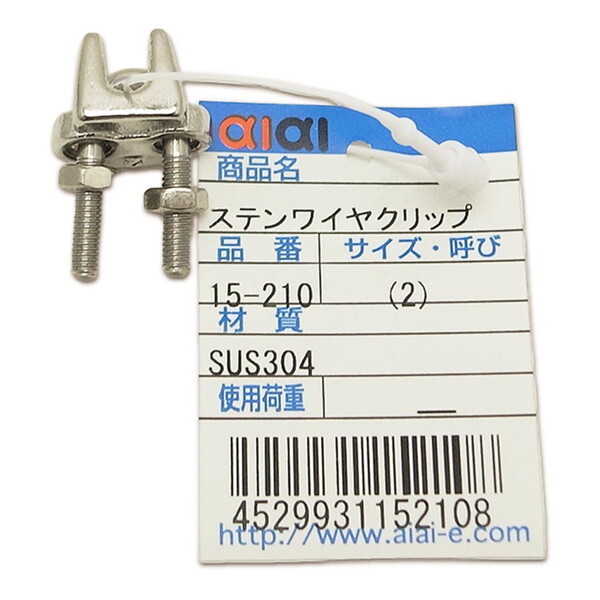 aiai
商品名
ステンワイヤクリップ
品番 サイズ・呼び
15-210 (2)
材質
SUS304
使用荷重 —
4529931152108
http://www.aiai-e.com